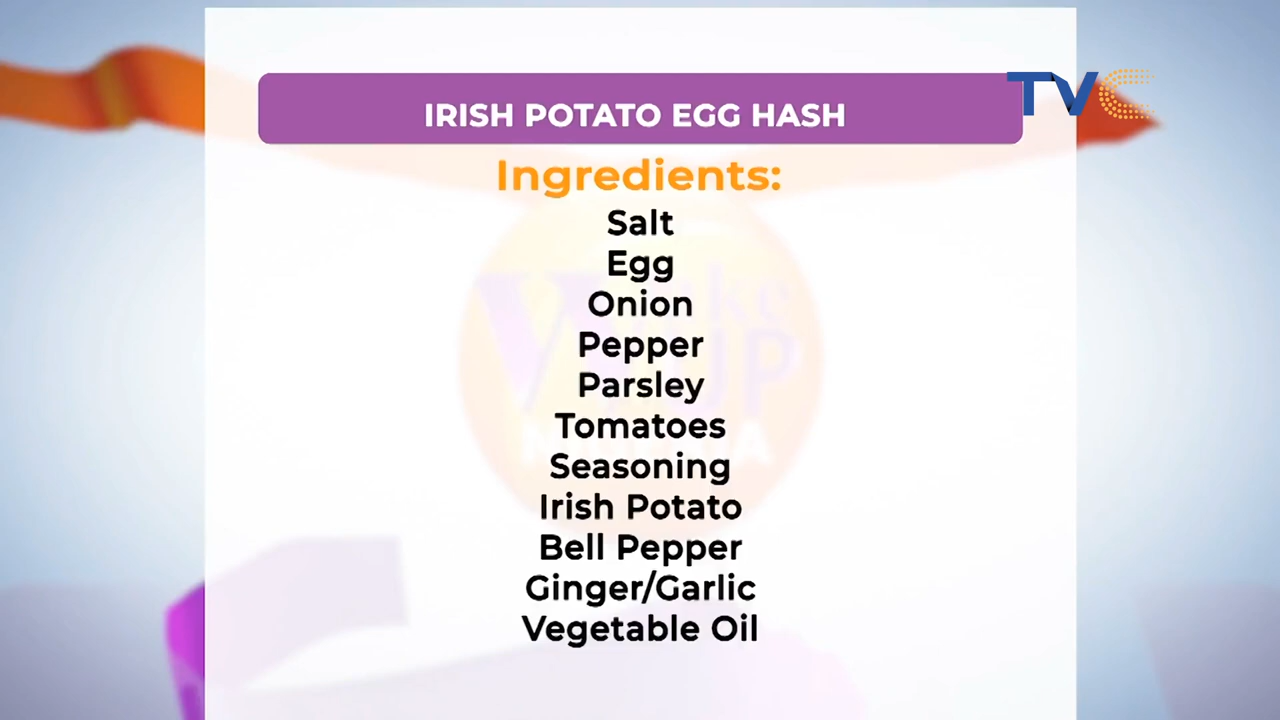 IRISH POTATO EGG HASH
TVC
Ingredients:
Salt
Egg
Onion
Pepper
Parsley
Tomatoes
Seasoning
Irish Potato
Bell Pepper
Ginger/Garlic
Vegetable Oil